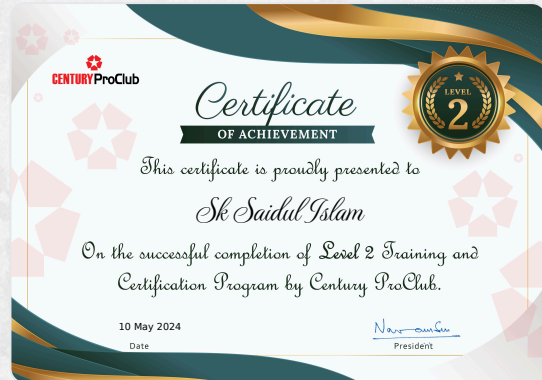 CENTURY ProClub
Certificate
OF ACHIEVEMENT
LEVEL
2
This certificate is proudly presented to
Sk Saidul Islam
On the successful completion of Level 2 Training and
Certification Program by Century ProClub.
10 May 2024
Date
President